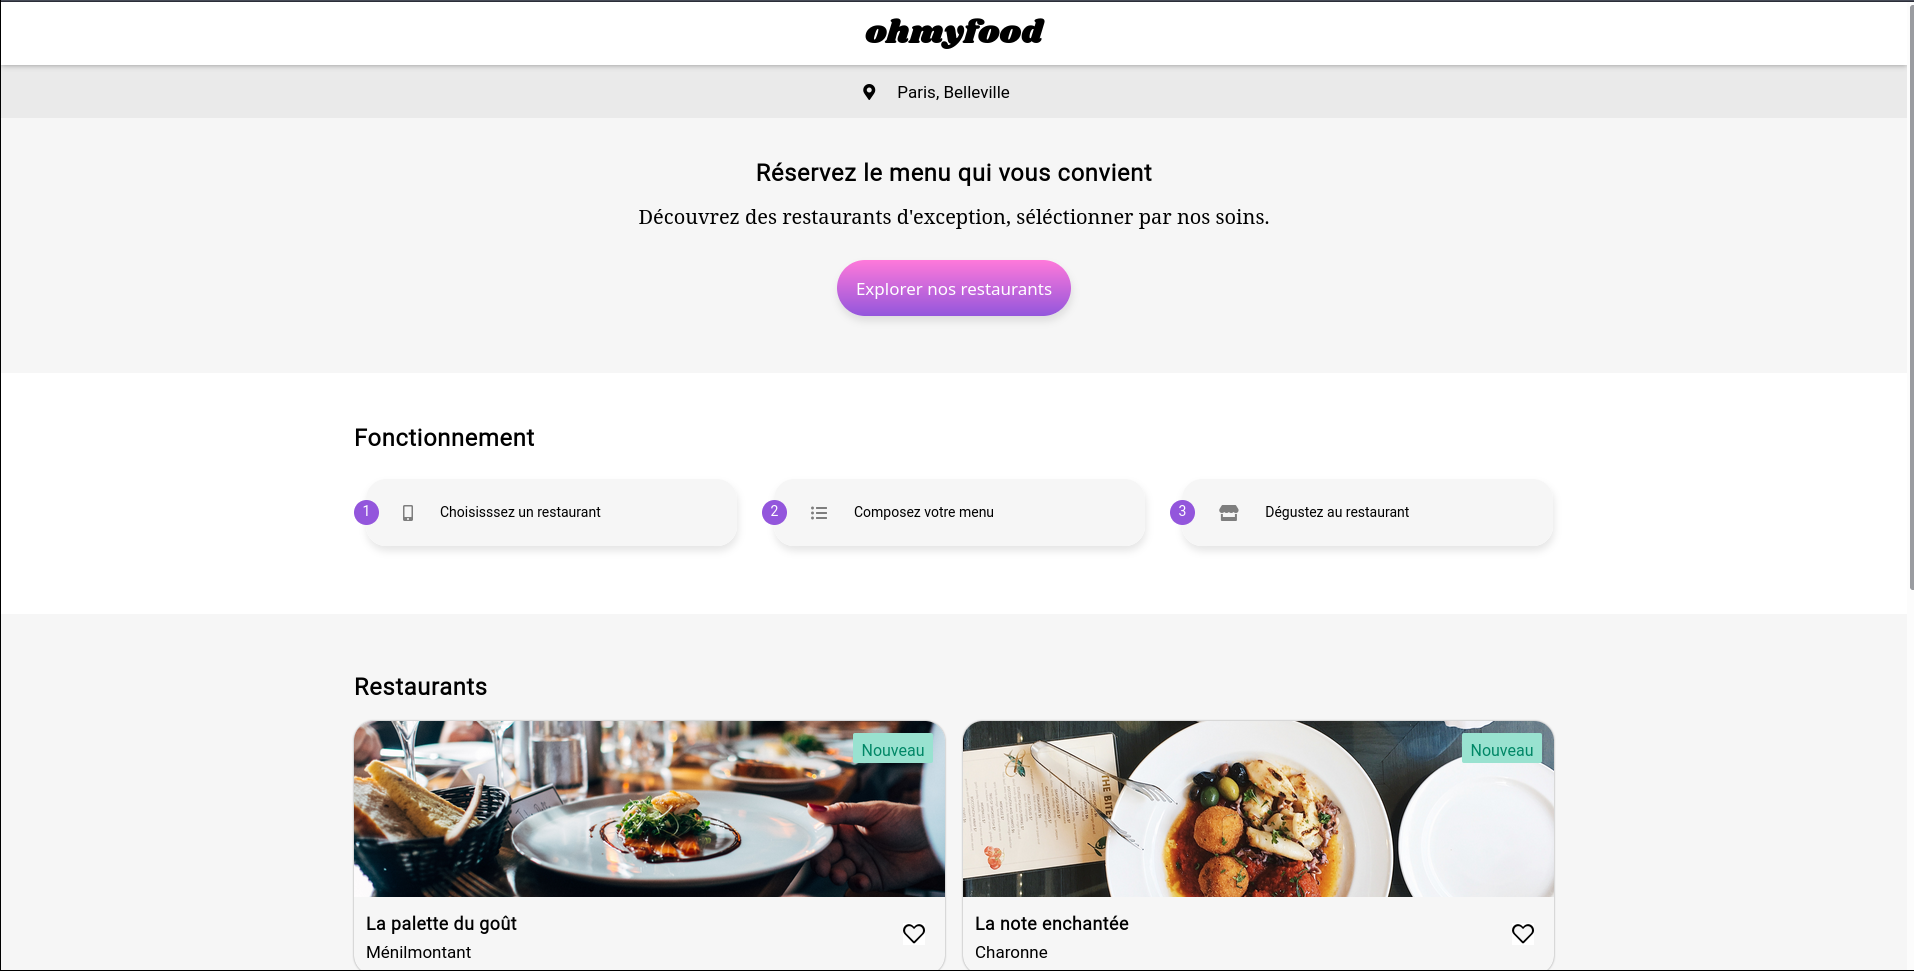 ohmyfood
Paris, Belleville
Réservez le menu qui vous convient
Découvrez des restaurants d'exception, séléctionner par nos soins.
Explorer nos restaurants
Fonctionnement
1 Choisisssez un restaurant
2 Composez votre menu
3 Dégustez au restaurant
Restaurants
Nouveau
THE BITE
Nouveau
La palette du goût
Ménilmontant
La note enchantée
Charonne